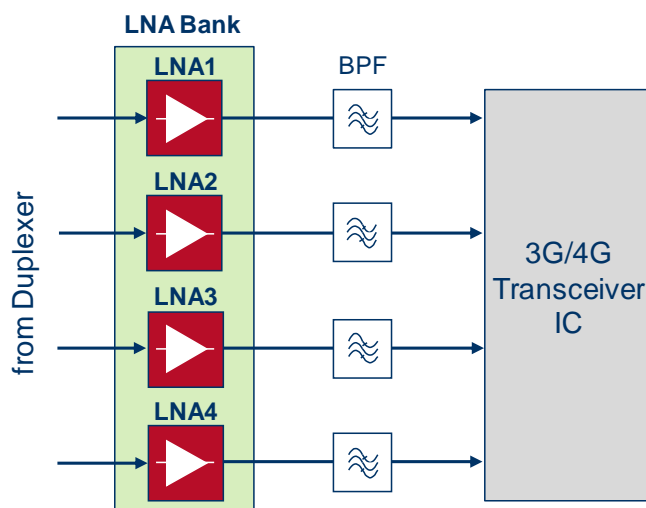 LNA Bank
LNA1
BPF
LNA2
LNA3
LNA4
from Duplexer
3G/4G
Transceiver
IC